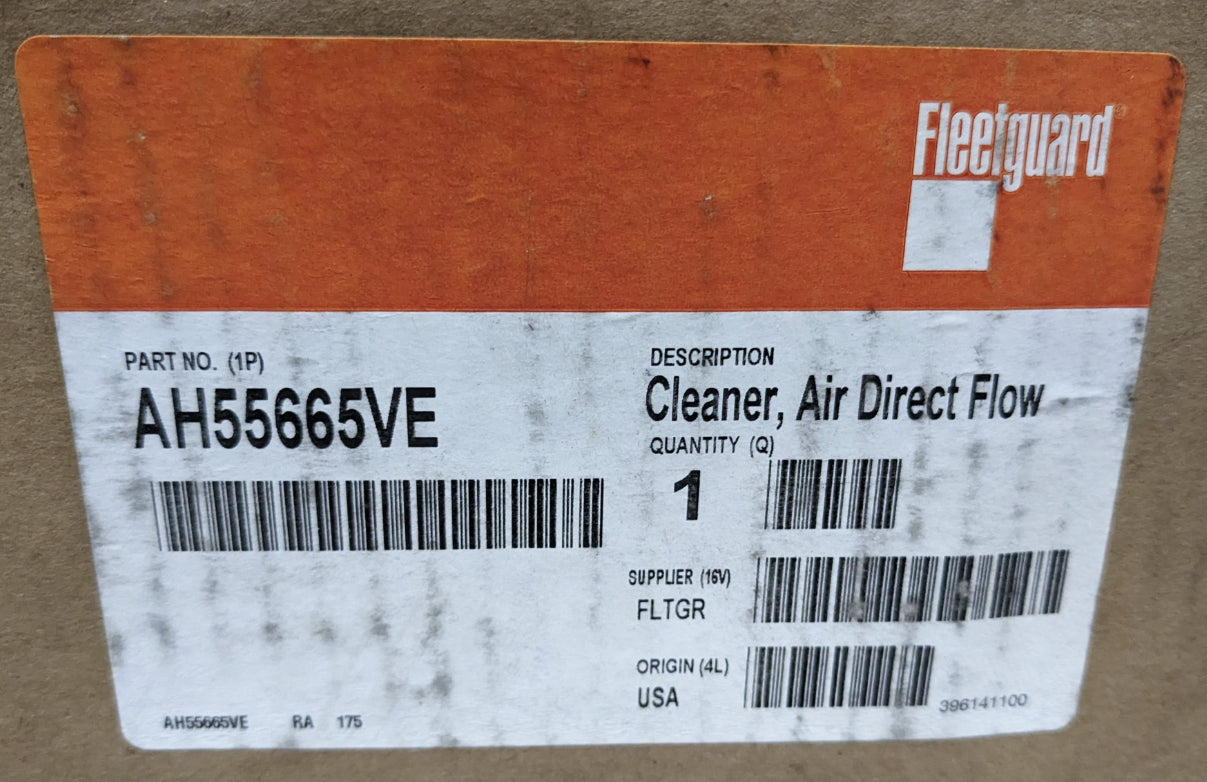 Fleetguard®
PART NO. (1P)
AH55665VE
DESCRIPTION
Cleaner, Air Direct Flow
QUANTITY (Q)
1
SUPPLIER (16V)
FLTGR
ORIGIN (4L)
USA
396141100
AH55665VE RA 175